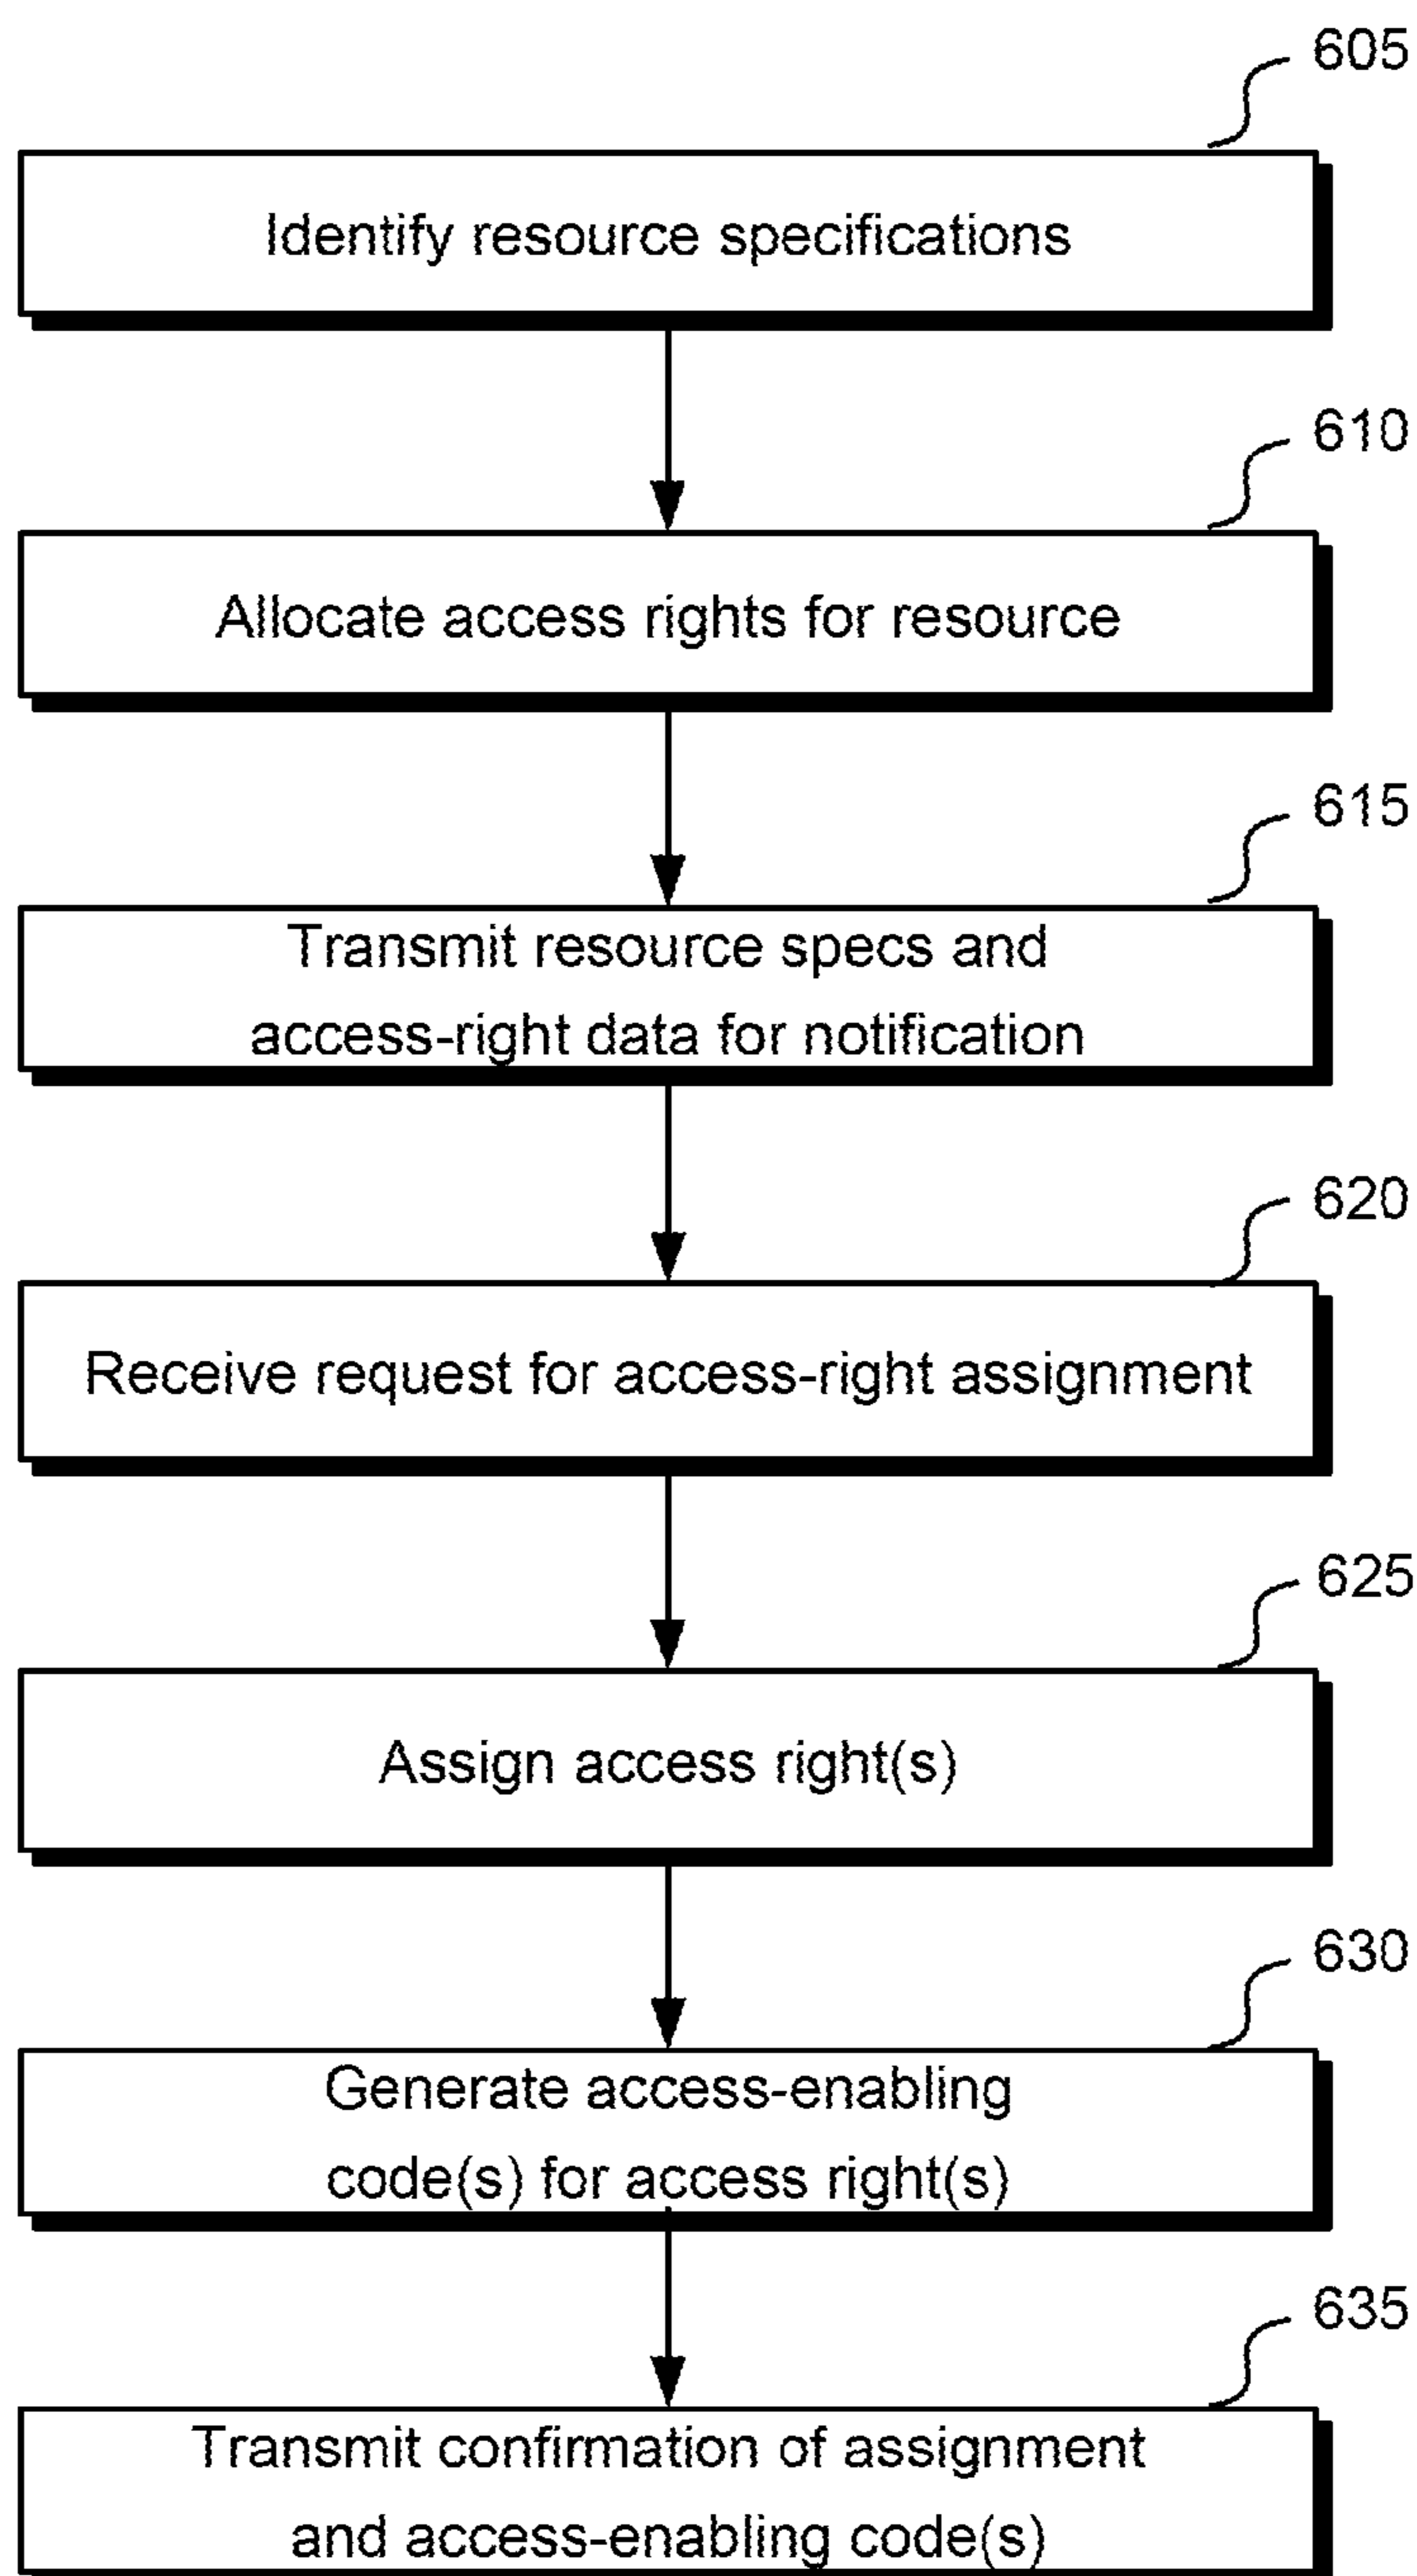 605
Identify resource specifications
610
Allocate access rights for resource
615
Transmit resource specs and
access-right data for notification
620
Receive request for access-right assignment
625
Assign access right(s)
630
Generate access-enabling
code(s) for access right(s)
635
Transmit confirmation of assignment
and access-enabling code(s)